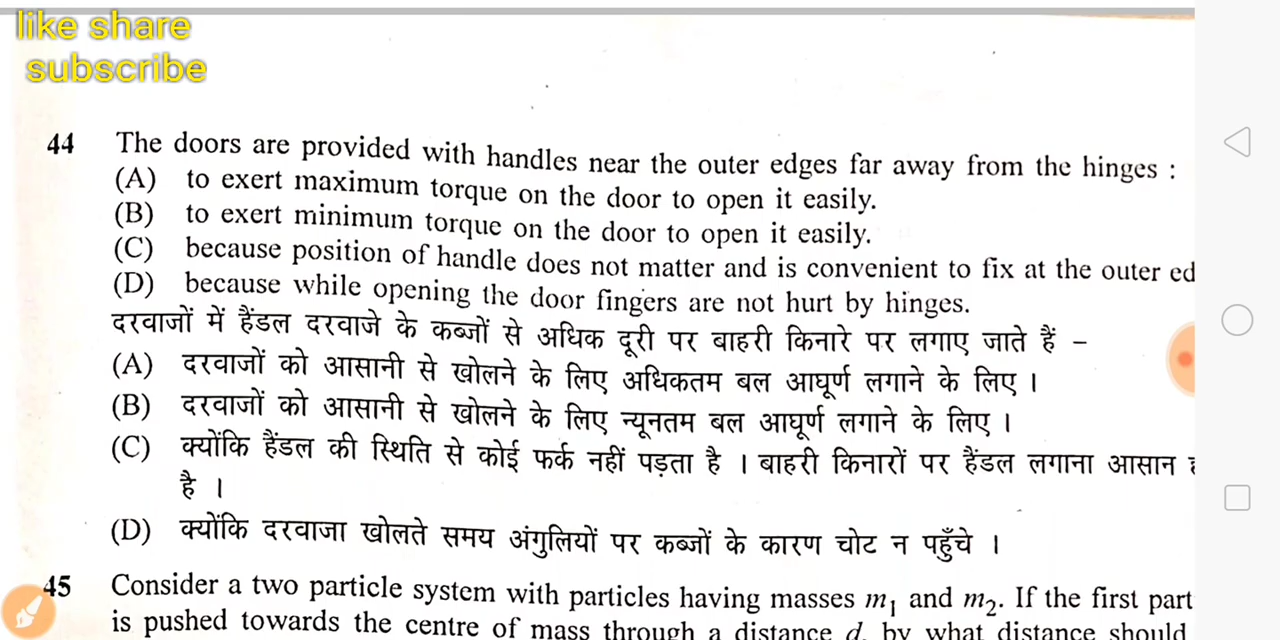 like share
subscribe
44 The doors are provided with handles near the outer edges far away from the hinges :
(A) to exert maximum torque on the door to open it easily.
(B) to exert minimum torque on the door to open it easily.
(C) because position of handle does not matter and is convenient to fix at the outer ed
(D) because while opening the door fingers are not hurt by hinges.
दरवाजों में हैंडल दरवाजे के कब्जों से अधिक दूरी पर बाहरी किनारे पर लगाए जाते हैं –
(A) दरवाजों को आसानी से खोलने के लिए अधिकतम बल आघूर्ण लगाने के लिए ।
(B) दरवाजों को आसानी से खोलने के लिए न्यूनतम बल आघूर्ण लगाने के लिए ।
(C) क्योंकि हैंडल की स्थिति से कोई फर्क नहीं पड़ता है । बाहरी किनारों पर हैंडल लगाना आसान
है ।
(D) क्योंकि दरवाजा खोलते समय अंगुलियों पर कब्जों के कारण चोट न पहुँचे ।
45 Consider a two particle system with particles having masses m₁ and m₂. If the first part
is pushed towards the centre of mass through a distance d, by what distance should